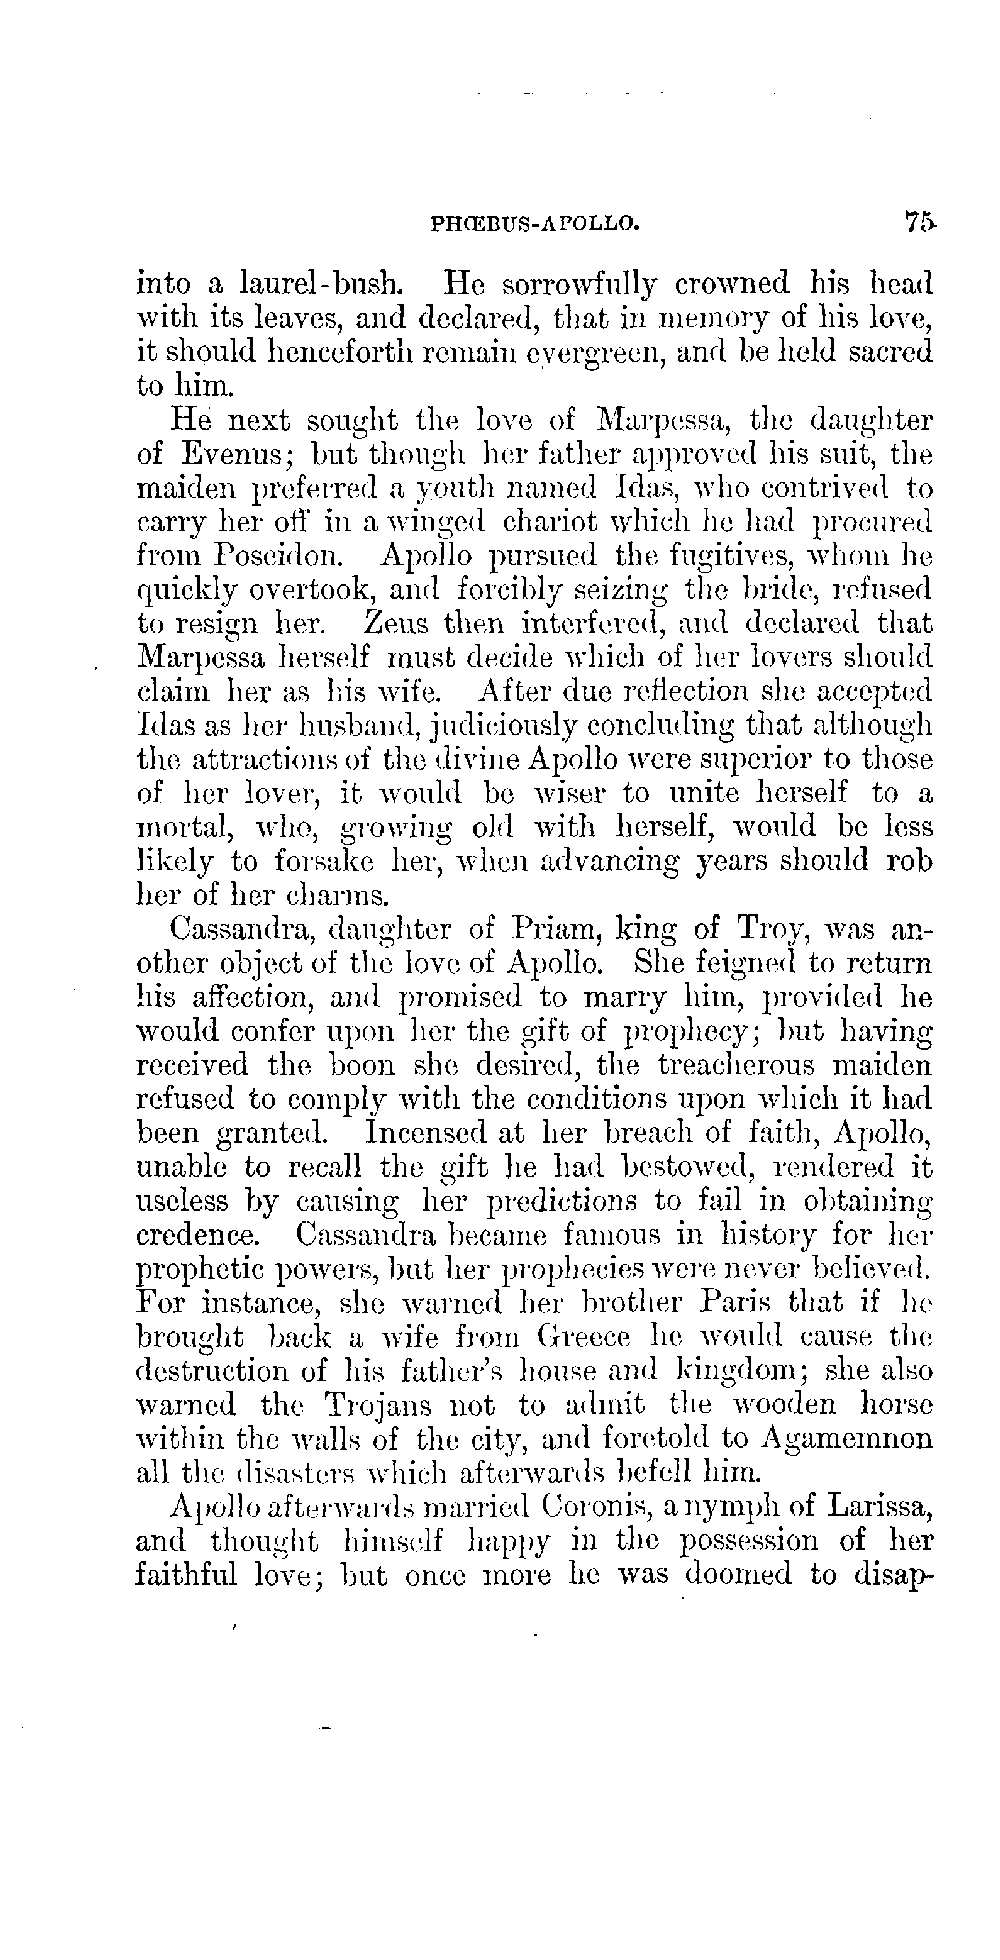 PHŒBUS-APOLLO. 75
into a laurel-bush. He sorrowfully crowned his head
with its leaves, and declared, that in memory of his love,
it should henceforth remain evergreen, and be held sacred
to him.
He next sought the love of Marpessa, the daughter
of Evenus; but though her father approved his suit, the
maiden preferred a youth named Idas, who contrived to
carry her off in a winged chariot which he had procured
from Poseidon. Apollo pursued the fugitives, whom he
quickly overtook, and forcibly seizing the bride, refused
to resign her. Zeus then interfered, and declared that
Marpessa herself must decide which of her lovers should
claim her as his wife. After due reflection she accepted
Idas as her husband, judiciously concluding that although
the attractions of the divine Apollo were superior to those
of her lover, it would be wiser to unite herself to a
mortal, who, growing old with herself, would be less
likely to forsake her, when advancing years should rob
her of her charms.
Cassandra, daughter of Priam, king of Troy, was an-
other object of the love of Apollo. She feigned to return
his affection, and promised to marry him, provided he
would confer upon her the gift of prophecy; but having
received the boon she desired, the treacherous maiden
refused to comply with the conditions upon which it had
been granted. Incensed at her breach of faith, Apollo,
unable to recall the gift he had bestowed, rendered it
useless by causing her predictions to fail in obtaining
credence. Cassandra became famous in history for her
prophetic powers, but her prophecies were never believed.
For instance, she warned her brother Paris that if he
brought back a wife from Greece he would cause the
destruction of his father's house and kingdom; she also
warned the Trojans not to admit the wooden horse
within the walls of the city, and foretold to Agamemnon
all the disasters which afterwards befell him.
Apollo afterwards married Coronis, a nymph of Larissa,
and thought himself happy in the possession of her
faithful love; but once more he was doomed to disap-